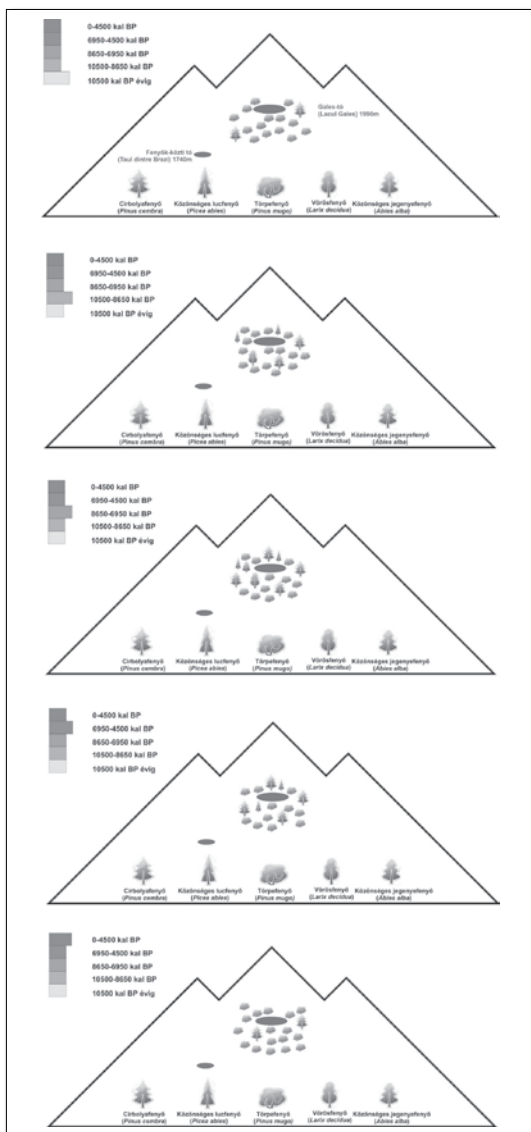 0-4500 kal BP
6950-4500 kal BP
8650-6950 kal BP
10500-8650 kal BP
10500 kal BP évig
Gales-tó
(Lacul Gales) 1990m
Fenyők-közti tó
(Taul dintre Brazi) 1740m
Cirbolyafenyő Közönséges lucfenyő Törpefenyő Vörösfenyő Közönséges jegenyefenyő
(Pinus cembra) (Picea abies) (Pinus mugo) (Larix decidua) (Abies alba)
0-4500 kal BP
6950-4500 kal BP
8650-6950 kal BP
10500-8650 kal BP
10500 kal BP évig
Cirbolyafenyő Közönséges lucfenyő Törpefenyő Vörösfenyő Közönséges jegenyefenyő
(Pinus cembra) (Picea abies) (Pinus mugo) (Larix decidua) (Abies alba)
0-4500 kal BP
6950-4500 kal BP
8650-6950 kal BP
10500-8650 kal BP
10500 kal BP évig
Cirbolyafenyő Közönséges lucfenyő Törpefenyő Vörösfenyő Közönséges jegenyefenyő
(Pinus cembra) (Picea abies) (Pinus mugo) (Larix decidua) (Abies alba)
0-4500 kal BP
6950-4500 kal BP
8650-6950 kal BP
10500-8650 kal BP
10500 kal BP évig
Cirbolyafenyő Közönséges lucfenyő Törpefenyő Vörösfenyő Közönséges jegenyefenyő
(Pinus cembra) (Picea abies) (Pinus mugo) (Larix decidua) (Abies alba)
0-4500 kal BP
6950-4500 kal BP
8650-6950 kal BP
10500-8650 kal BP
10500 kal BP évig
Cirbolyafenyő Közönséges lucfenyő Törpefenyő Vörösfenyő Közönséges jegenyefenyő
(Pinus cembra) (Picea abies) (Pinus mugo) (Larix decidua) (Abies alba)